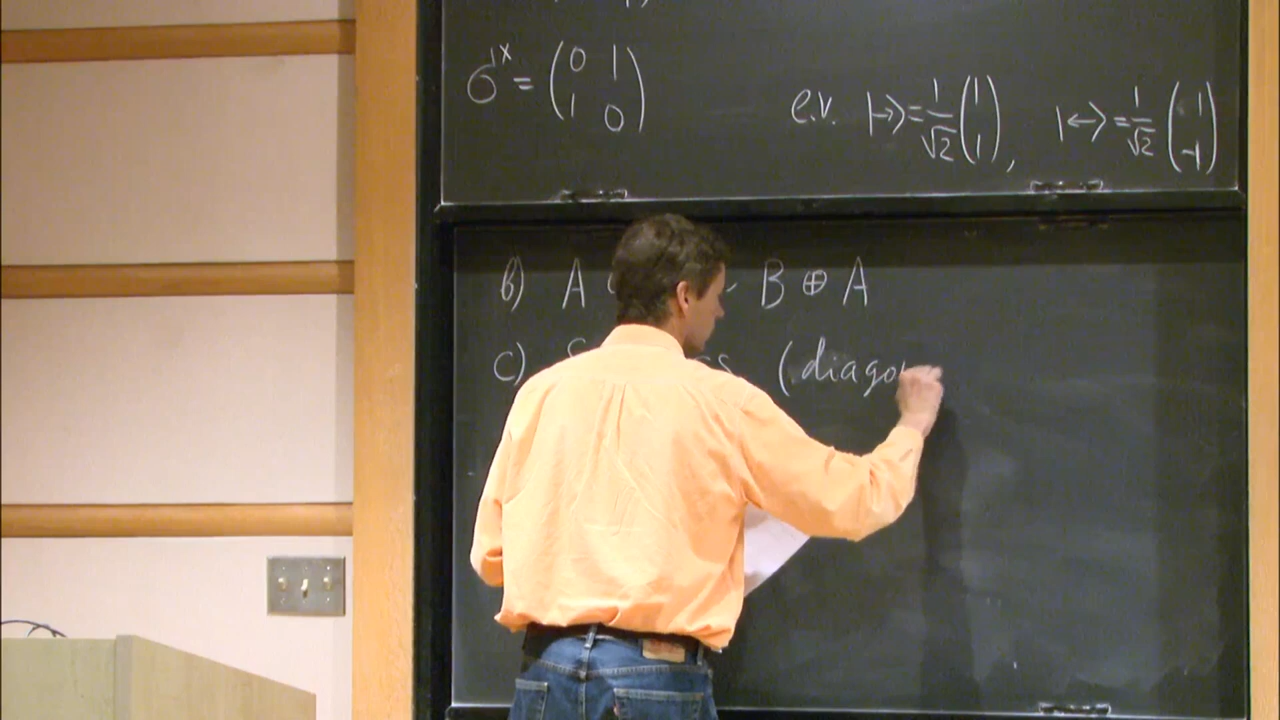 σˣ = (0 1 1 0)
e.v. |→⟩ = 1/√2 (1 1), |←⟩ = 1/√2 (1 -1)
b) A B ⊕ A
c) (diago